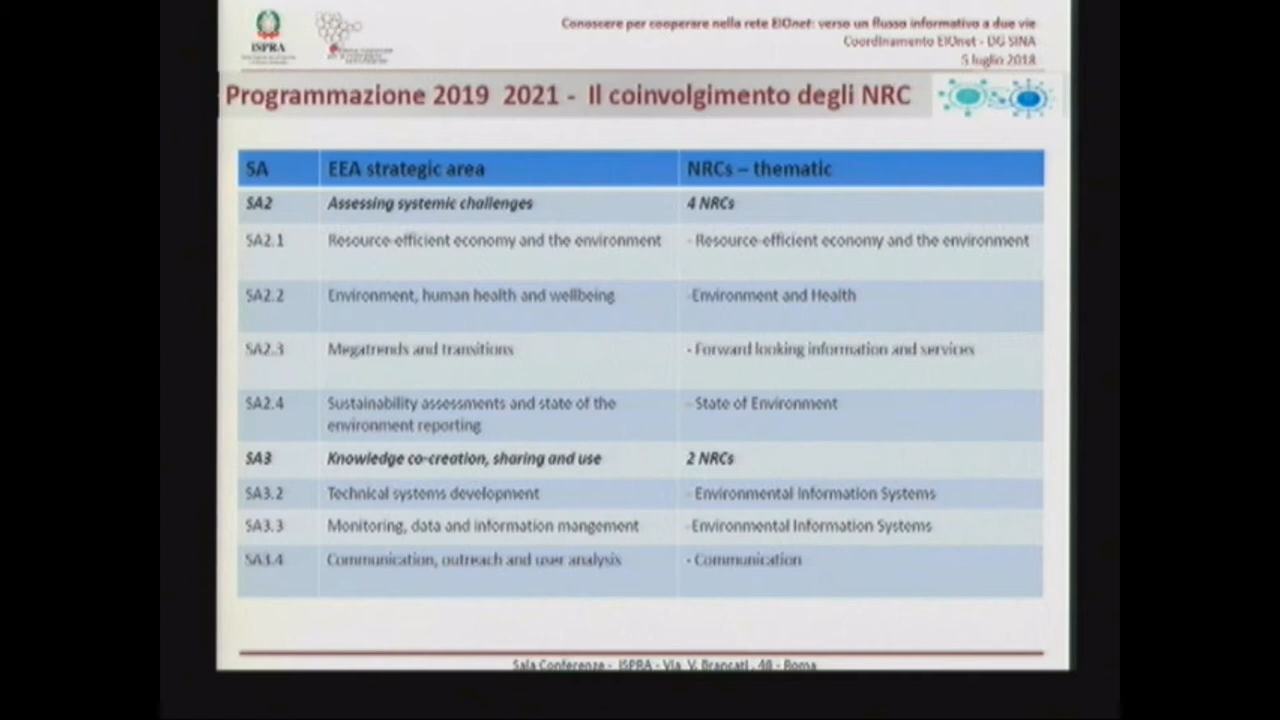 ISPRA
Conoscere per cooperare nella rete EIOnet: verso un flusso informativo a due vie
Coordinamento EIOnet - DG SINA
5 luglio 2018
Programmazione 2019 2021 - Il coinvolgimento degli NRC
SA EEA strategic area NRCs – thematic
SA2 Assessing systemic challenges 4 NRCs
SA2.1 Resource-efficient economy and the environment - Resource-efficient economy and the environment
SA2.2 Environment, human health and wellbeing -Environment and Health
SA2.3 Megatrends and transitions - Forward looking information and services
SA2.4 Sustainability assessments and state of the - State of Environment
environment reporting
SA3 Knowledge co-creation, sharing and use 2 NRCs
SA3.2 Technical systems development - Environmental Information Systems
SA3.3 Monitoring, data and information mangement -Environmental Information Systems
SA3.4 Communication, outreach and user analysis - Communication
Sala Conferenze - ISPRA - Via V. Brancati, 48 - Roma